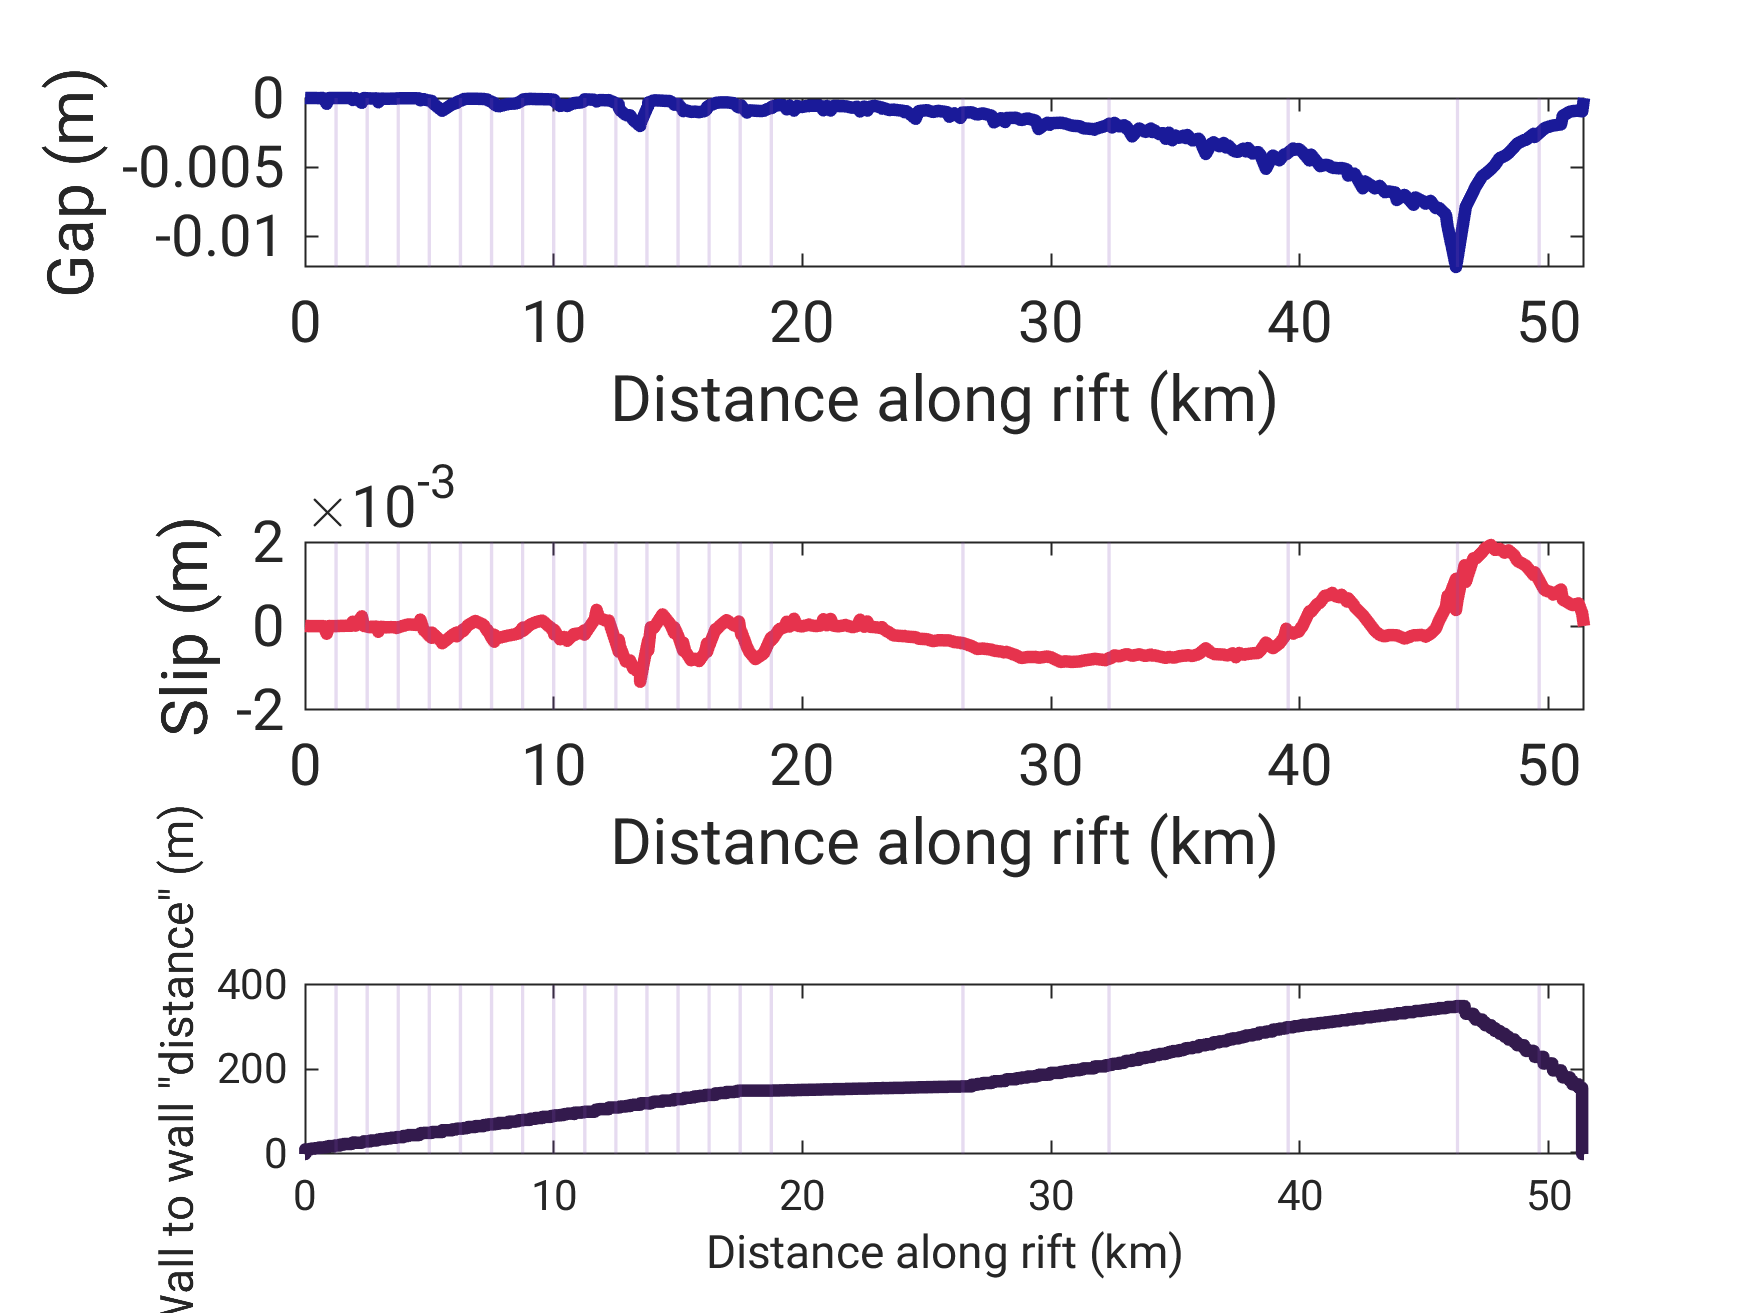 Gap (m)
0
-0.005
-0.01
0 10 20 30 40 50
Distance along rift (km)
×10-3
Slip (m)
2
0
-2
0 10 20 30 40 50
Distance along rift (km)
to wall "distance" (m)
400
200
0
0 10 20 30 40 50
Distance along rift (km)